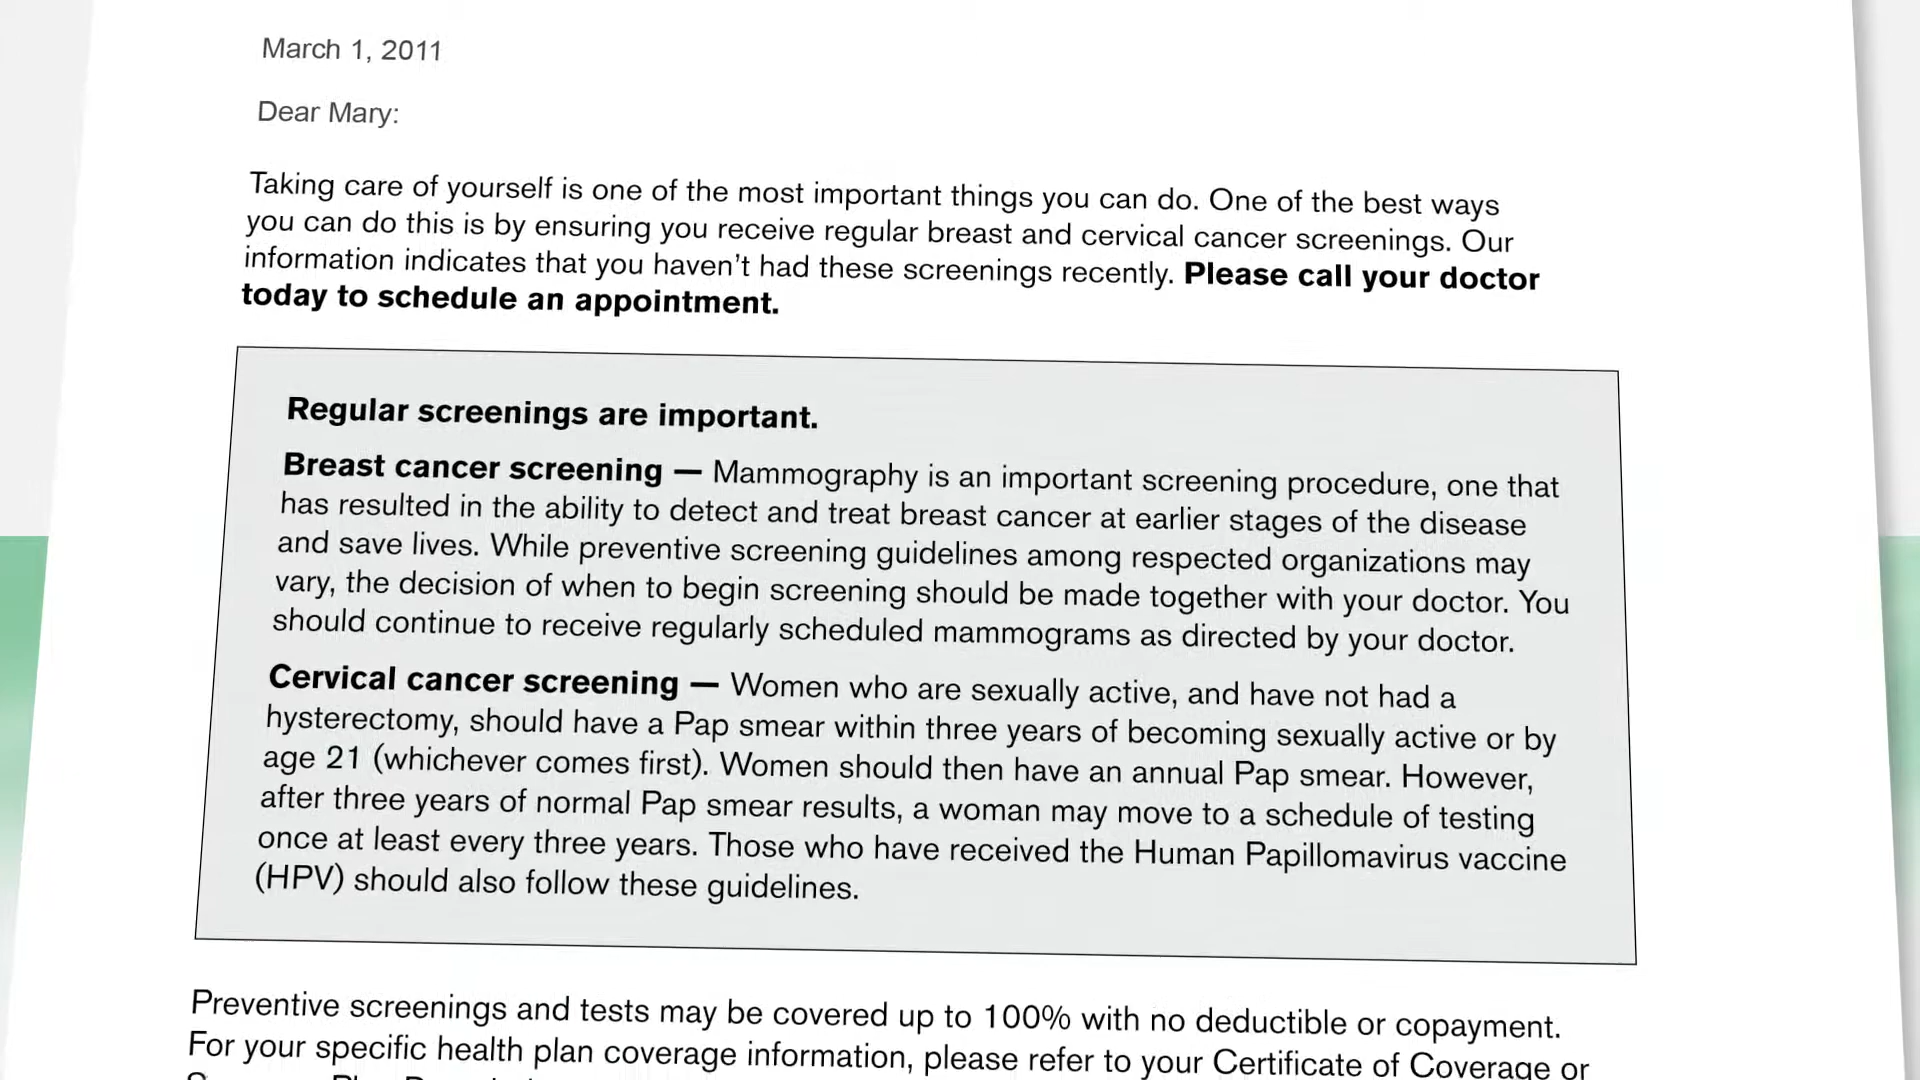 March 1, 2011
Dear Mary:
Taking care of yourself is one of the most important things you can do. One of the best ways
you can do this is by ensuring you receive regular breast and cervical cancer screenings. Our
information indicates that you haven't had these screenings recently. Please call your doctor
today to schedule an appointment.
Regular screenings are important.
Breast cancer screening — Mammography is an important screening procedure, one that
has resulted in the ability to detect and treat breast cancer at earlier stages of the disease
and save lives. While preventive screening guidelines among respected organizations may
vary, the decision of when to begin screening should be made together with your doctor. You
should continue to receive regularly scheduled mammograms as directed by your doctor.
Cervical cancer screening — Women who are sexually active, and have not had a
hysterectomy, should have a Pap smear within three years of becoming sexually active or by
age 21 (whichever comes first). Women should then have an annual Pap smear. However,
after three years of normal Pap smear results, a woman may move to a schedule of testing
once at least every three years. Those who have received the Human Papillomavirus vaccine
(HPV) should also follow these guidelines.
Preventive screenings and tests may be covered up to 100% with no deductible or copayment.
For your specific health plan coverage information, please refer to your Certificate of Coverage or